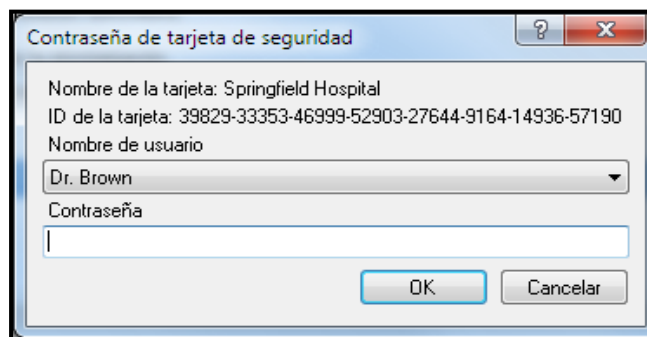 Contraseña de tarjeta de seguridad
Nombre de la tarjeta: Springfield Hospital
ID de la tarjeta: 39829-33353-46999-52903-27644-9164-14936-57190
Nombre de usuario
Dr. Brown
Contraseña
OK Cancelar